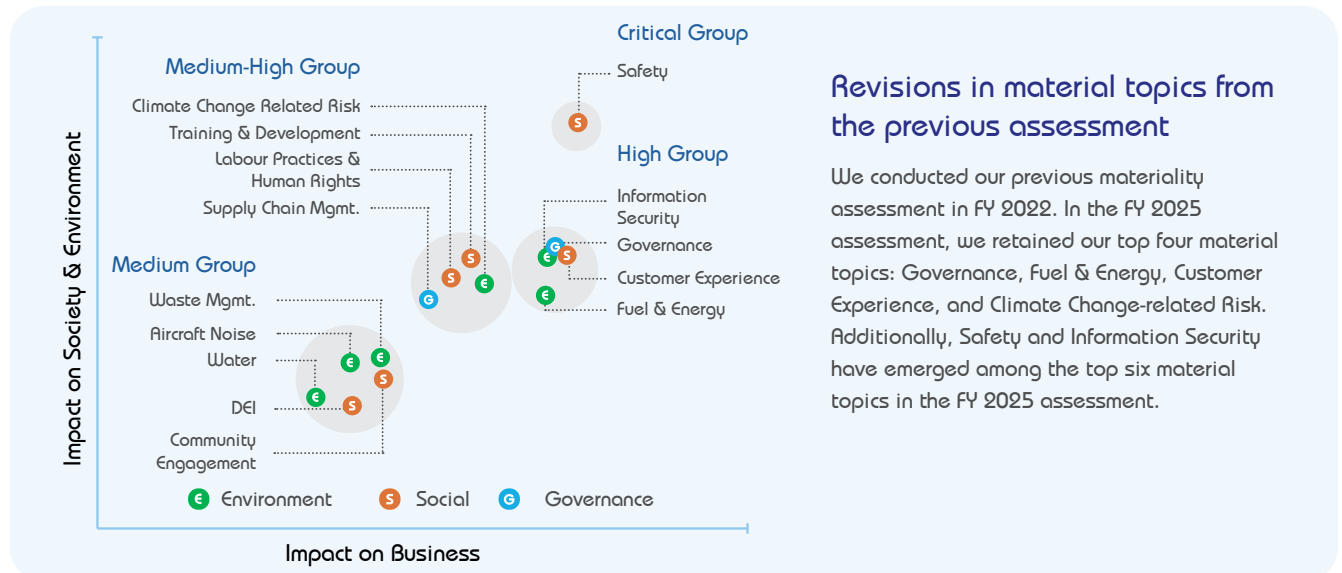 Critical Group
Safety
Medium-High Group
Climate Change Related Risk
Training & Development
Labour Practices &
Human Rights
Supply Chain Mgmt.
High Group
Information
Security
Governance
Customer Experience
Fuel & Energy
Medium Group
Waste Mgmt.
Aircraft Noise
Water
DEI
Community
Engagement
S
G
S
E
E
S
S
S
E
G
E
E
E
S
E
S
E Environment
S Social
G Governance
Impact on Society & Environment
Impact on Business
Revisions in material topics from
the previous assessment
We conducted our previous materiality
assessment in FY 2022. In the FY 2025
assessment, we retained our top four material
topics: Governance, Fuel & Energy, Customer
Experience, and Climate Change-related Risk.
Additionally, Safety and Information Security
have emerged among the top six material
topics in the FY 2025 assessment.